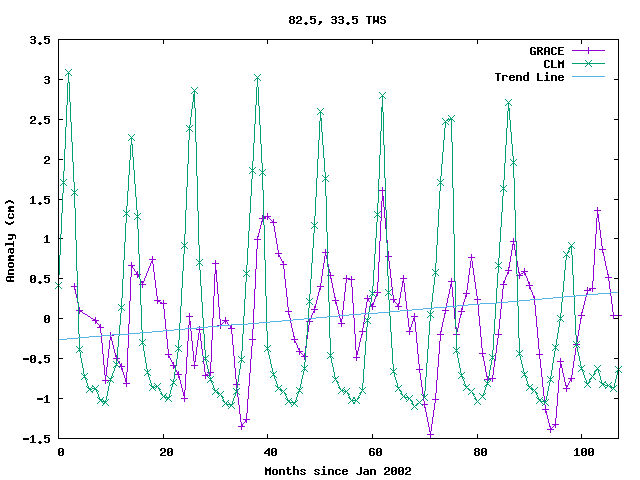 82.5, 33.5 TWS
GRACE
CLM
Trend Line
3.5
3
2.5
2
1.5
1
0.5
0
-0.5
-1
-1.5
Anomaly (cm)
0 20 40 60 80 100
Months since Jan 2002